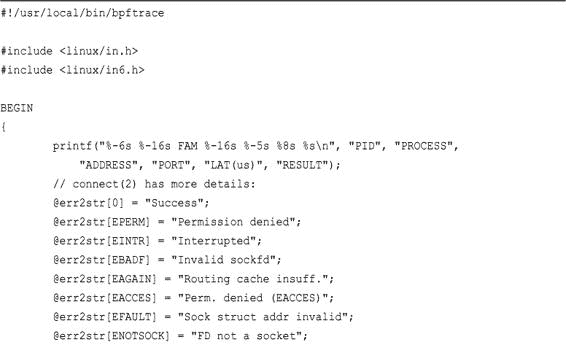 #!/usr/local/bin/bpftrace
#include <linux/in.h>
#include <linux/in6.h>
BEGIN
{
printf("%-6s %-16s FAM %-16s %-5s %8s %s\n", "PID", "PROCESS",
"ADDRESS", "PORT", "LAT(us)", "RESULT");
// connect(2) has more details:
@err2str[0] = "Success";
@err2str[EPERM] = "Permission denied";
@err2str[EINTR] = "Interrupted";
@err2str[EBADF] = "Invalid sockfd";
@err2str[EAGAIN] = "Routing cache insuff.";
@err2str[EACCES] = "Perm. denied (EACCES)";
@err2str[EFAULT] = "Sock struct addr invalid";
@err2str[ENOTSOCK] = "FD not a socket";